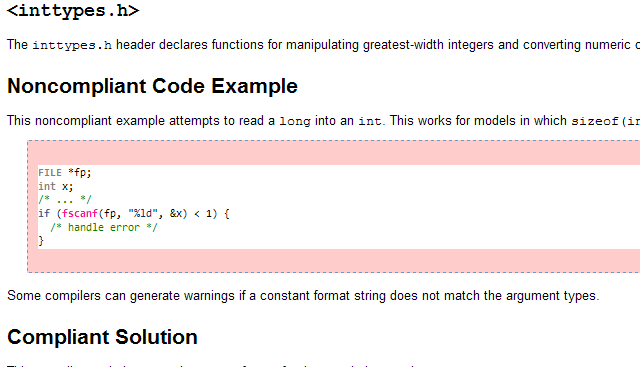 <inttypes.h>
The inttypes.h header declares functions for manipulating greatest-width integers and converting numeric
Noncompliant Code Example
This noncompliant example attempts to read a long into an int. This works for models in which sizeof(
FILE *fp;
int x;
/* ... */
if (fscanf(fp, "%ld", &x) < 1) {
/* handle error */
}
Some compilers can generate warnings if a constant format string does not match the argument types.
Compliant Solution